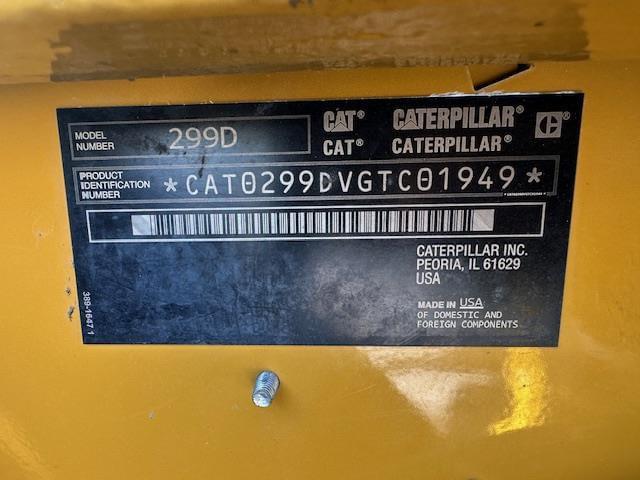 MODEL NUMBER 299D
CAT® CATERPILLAR® C
CAT® CATERPILLAR®
PRODUCT IDENTIFICATION NUMBER *CAT0299DVGTC01949*
CATERPILLAR INC.
PEORIA, IL 61629
USA
MADE IN USA
OF DOMESTIC AND
FOREIGN COMPONENTS
389-1647 1